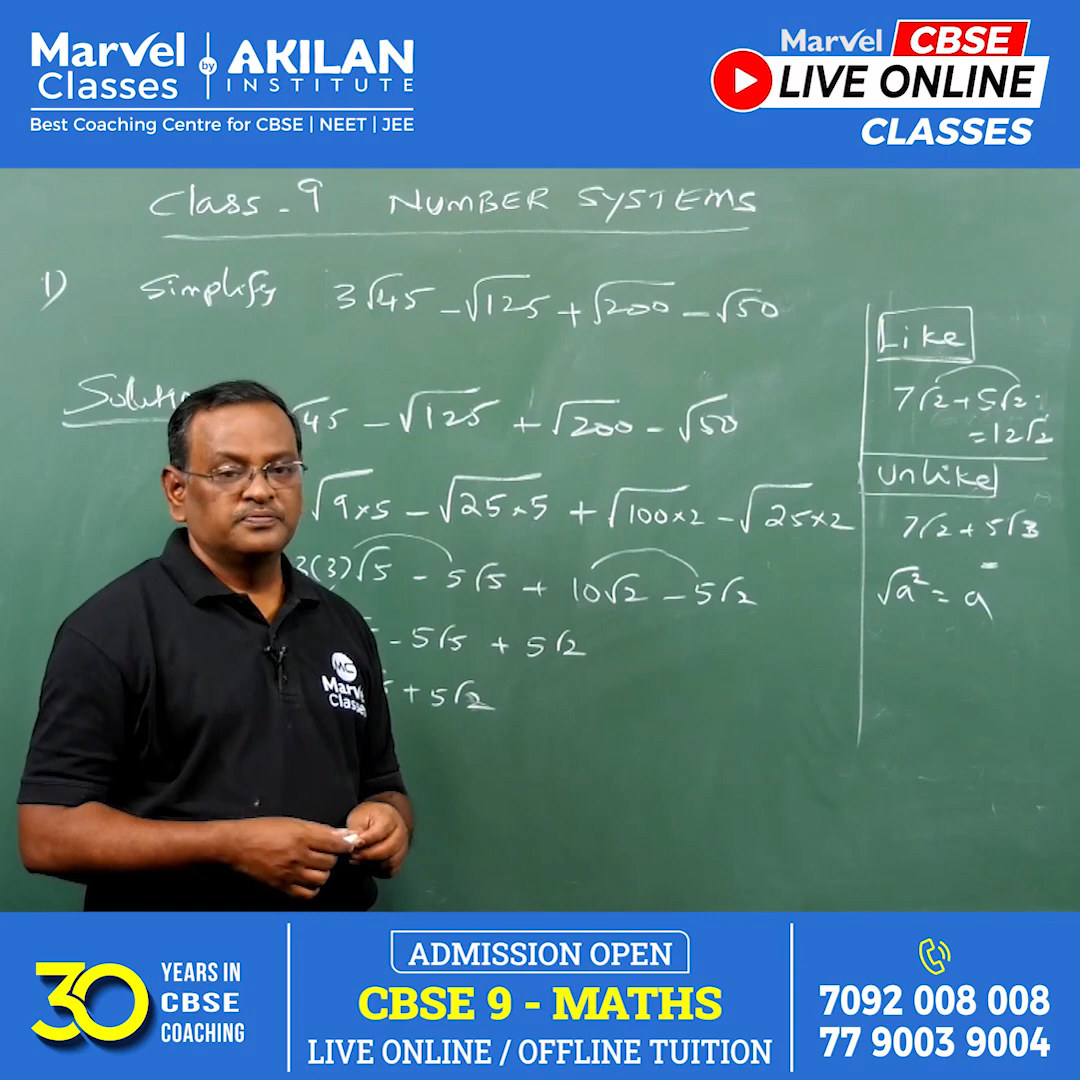 Marvel Classes by AKILAN INSTITUTE
Best Coaching Centre for CBSE | NEET | JEE
Marvel CBSE
LIVE ONLINE
CLASSES
Class - 9 NUMBER SYSTEMS
1) Simplify 3√45 - √125 + √200 - √50
√45 - √125 + √200 - √50
√9×5 - √25×5 + √100×2 - √25×2
3(3)√5 - 5√5 + 10√2 - 5√2
- 5√5 + 5√2
+ 5√2
Like
7√2 + 5√2
= 12√2
Unlike
7√2 + 5√3
√a² = a
MC
Marvel
Classes
30 YEARS IN CBSE COACHING
ADMISSION OPEN
CBSE 9 - MATHS
LIVE ONLINE / OFFLINE TUITION
7092 008 008
77 9003 9004